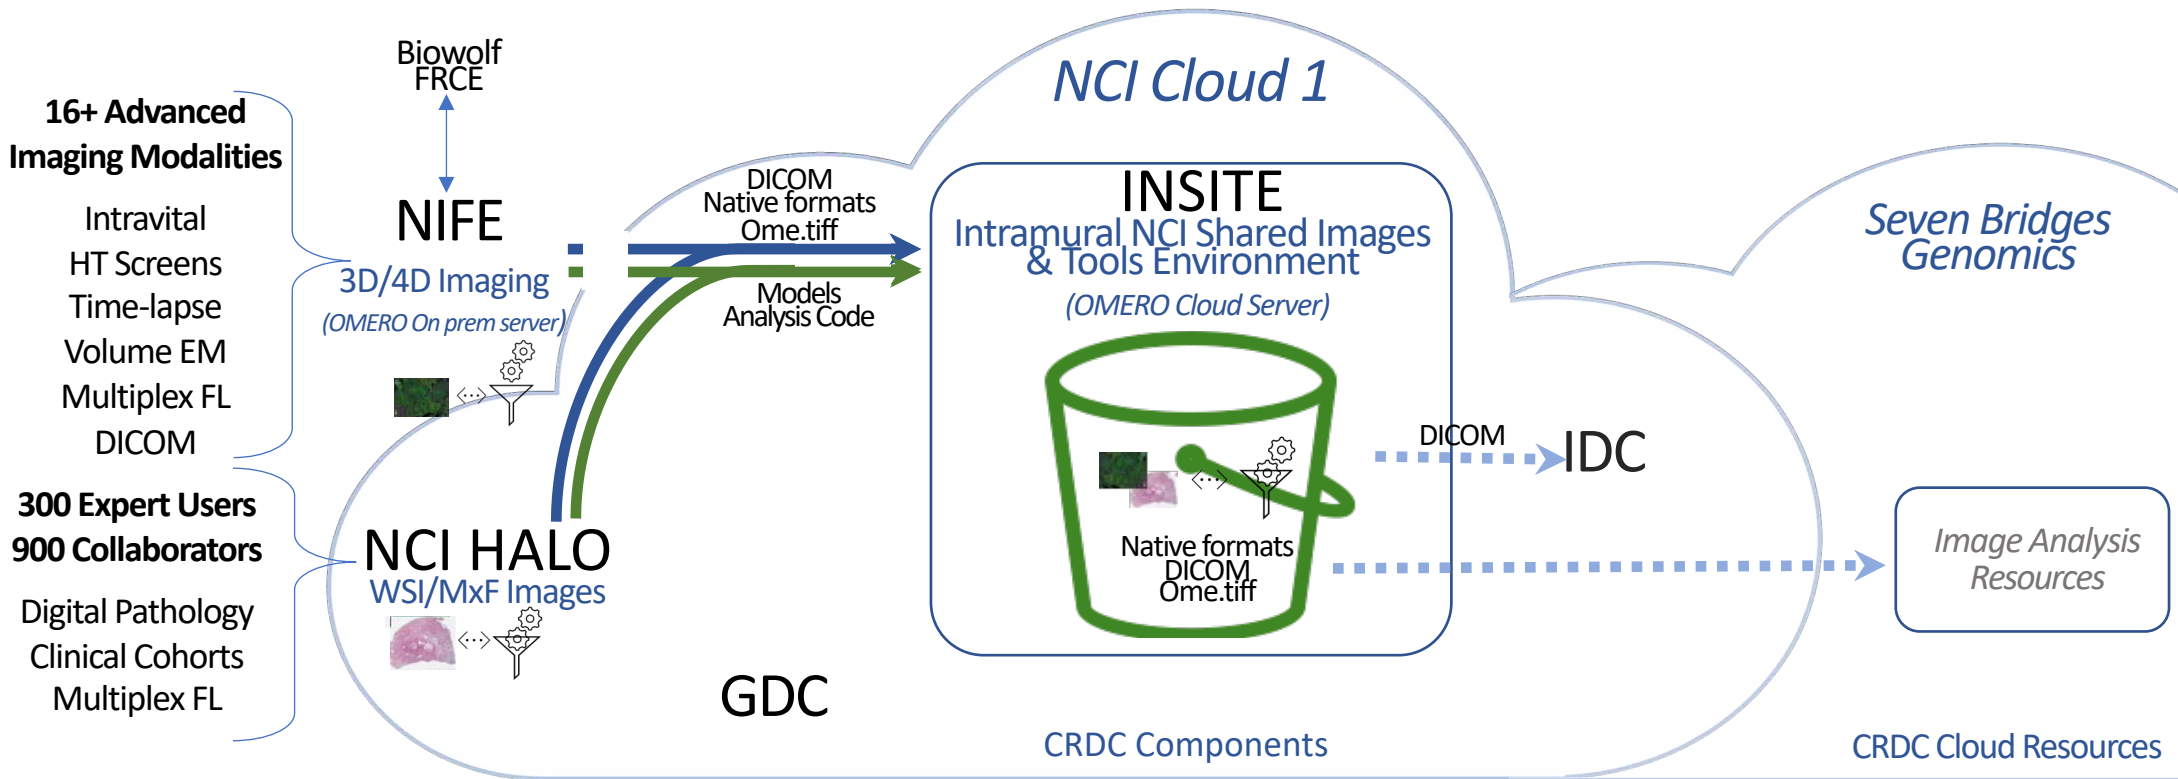 Biowolf
FRCE
16+ Advanced
Imaging Modalities
Intravital
HT Screens
Time-lapse
Volume EM
Multiplex FL
DICOM
300 Expert Users
900 Collaborators
Digital Pathology
Clinical Cohorts
Multiplex FL
NIFE
3D/4D Imaging
(OMERO On prem server)
NCI HALO
WSI/MxF Images
DICOM
Native formats
Ome.tiff
Models
Analysis Code
GDC
NCI Cloud 1
INSITE
Intramural NCI Shared Images
& Tools Environment
(OMERO Cloud Server)
Native formats
DICOM
Ome.tiff
DICOM
IDC
CRDC Components
Seven Bridges
Genomics
Image Analysis
Resources
CRDC Cloud Resources